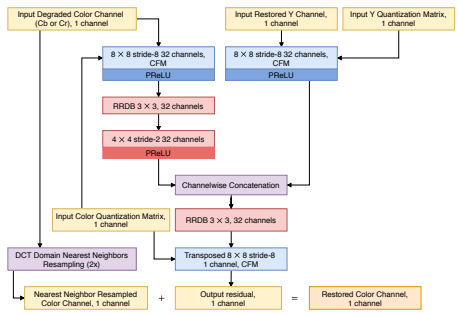 Input Degraded Color Channel
(Cb or Cr), 1 channel
Input Restored Y Channel,
1 channel
Input Y Quantization Matrix,
1 channel
8 × 8 stride-8 32 channels,
CFM
PReLU
8 × 8 stride-8 32 channels,
CFM
PReLU
RRDB 3 × 3, 32 channels
4 × 4 stride-2 32 channels
PReLU
Channelwise Concatenation
Input Color Quantization Matrix,
1 channel
RRDB 3 × 3, 32 channels
DCT Domain Nearest Neighbors
Resampling (2x)
Transposed 8 × 8 stride-8
1 channel, CFM
Nearest Neighbor Resampled
Color Channel, 1 channel
+
Output residual,
1 channel
=
Restored Color Channel,
1 channel